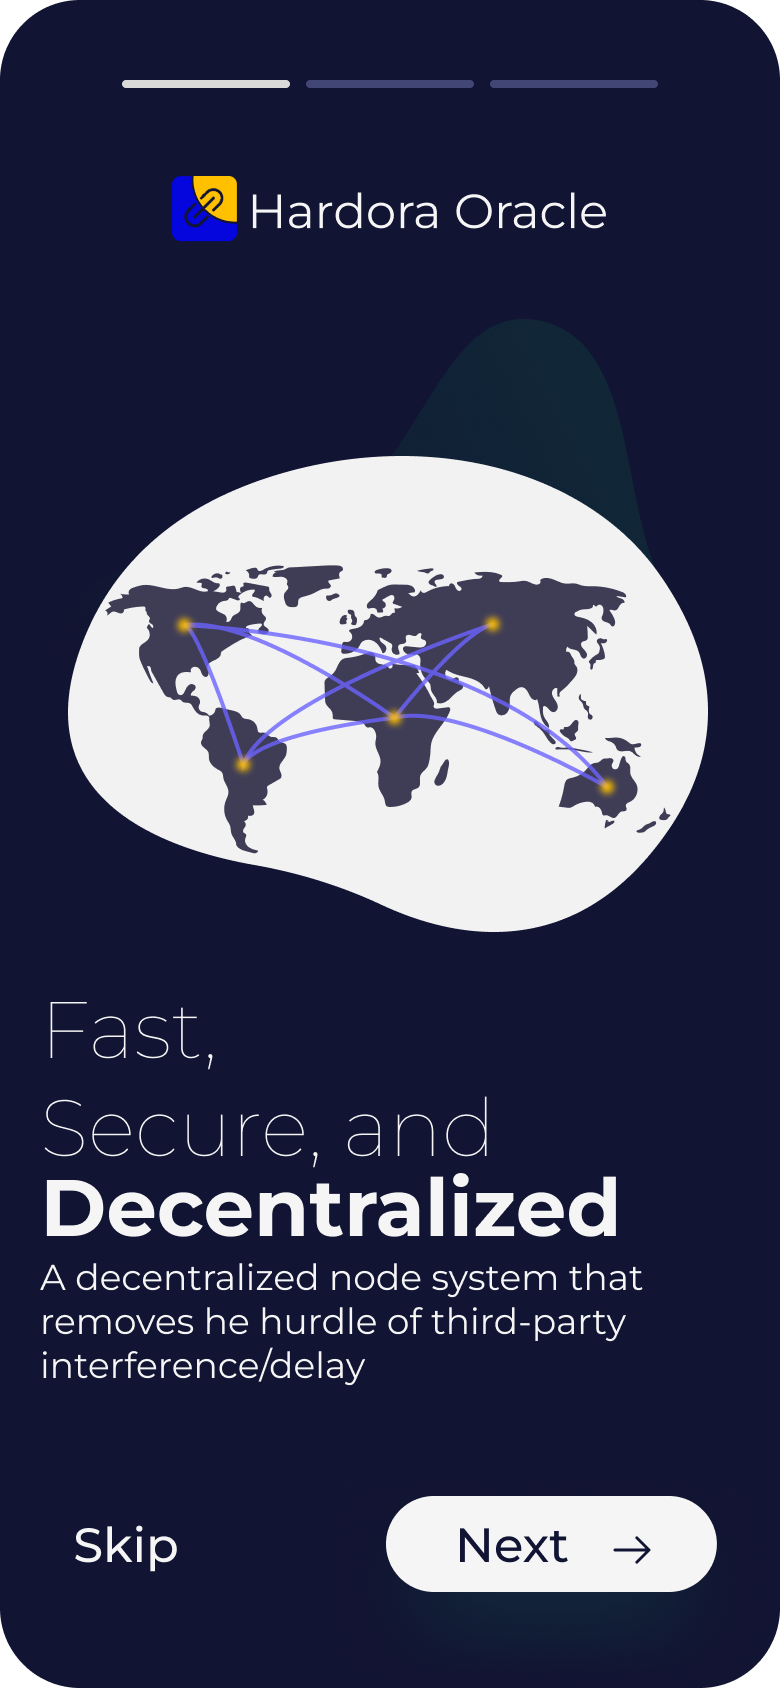 Hardora Oracle
Fast,
Secure, and
Decentralized
A decentralized node system that
removes he hurdle of third-party
interference/delay
Skip
Next